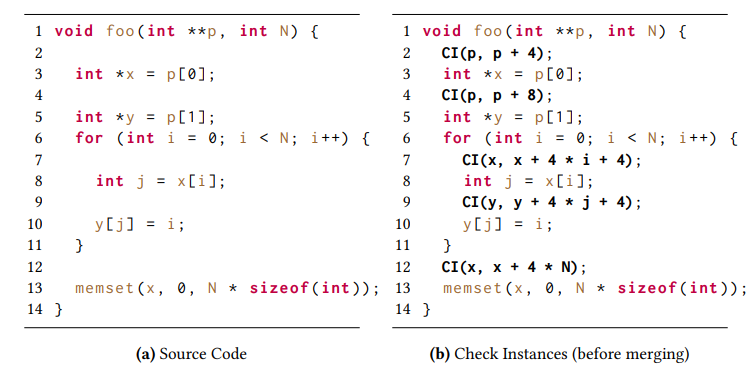 1 void foo(int **p, int N) {
2
3   int *x = p[0];
4
5   int *y = p[1];
6   for (int i = 0; i < N; i++) {
7
8     int j = x[i];
9
10     y[j] = i;
11   }
12
13   memset(x, 0, N * sizeof(int));
14 }
(a) Source Code
1 void foo(int **p, int N) {
2   CI(p, p + 4);
3   int *x = p[0];
4   CI(p, p + 8);
5   int *y = p[1];
6   for (int i = 0; i < N; i++) {
7     CI(x, x + 4 * i + 4);
8     int j = x[i];
9     CI(y, y + 4 * j + 4);
10     y[j] = i;
11   }
12   CI(x, x + 4 * N);
13   memset(x, 0, N * sizeof(int));
14 }
(b) Check Instances (before merging)